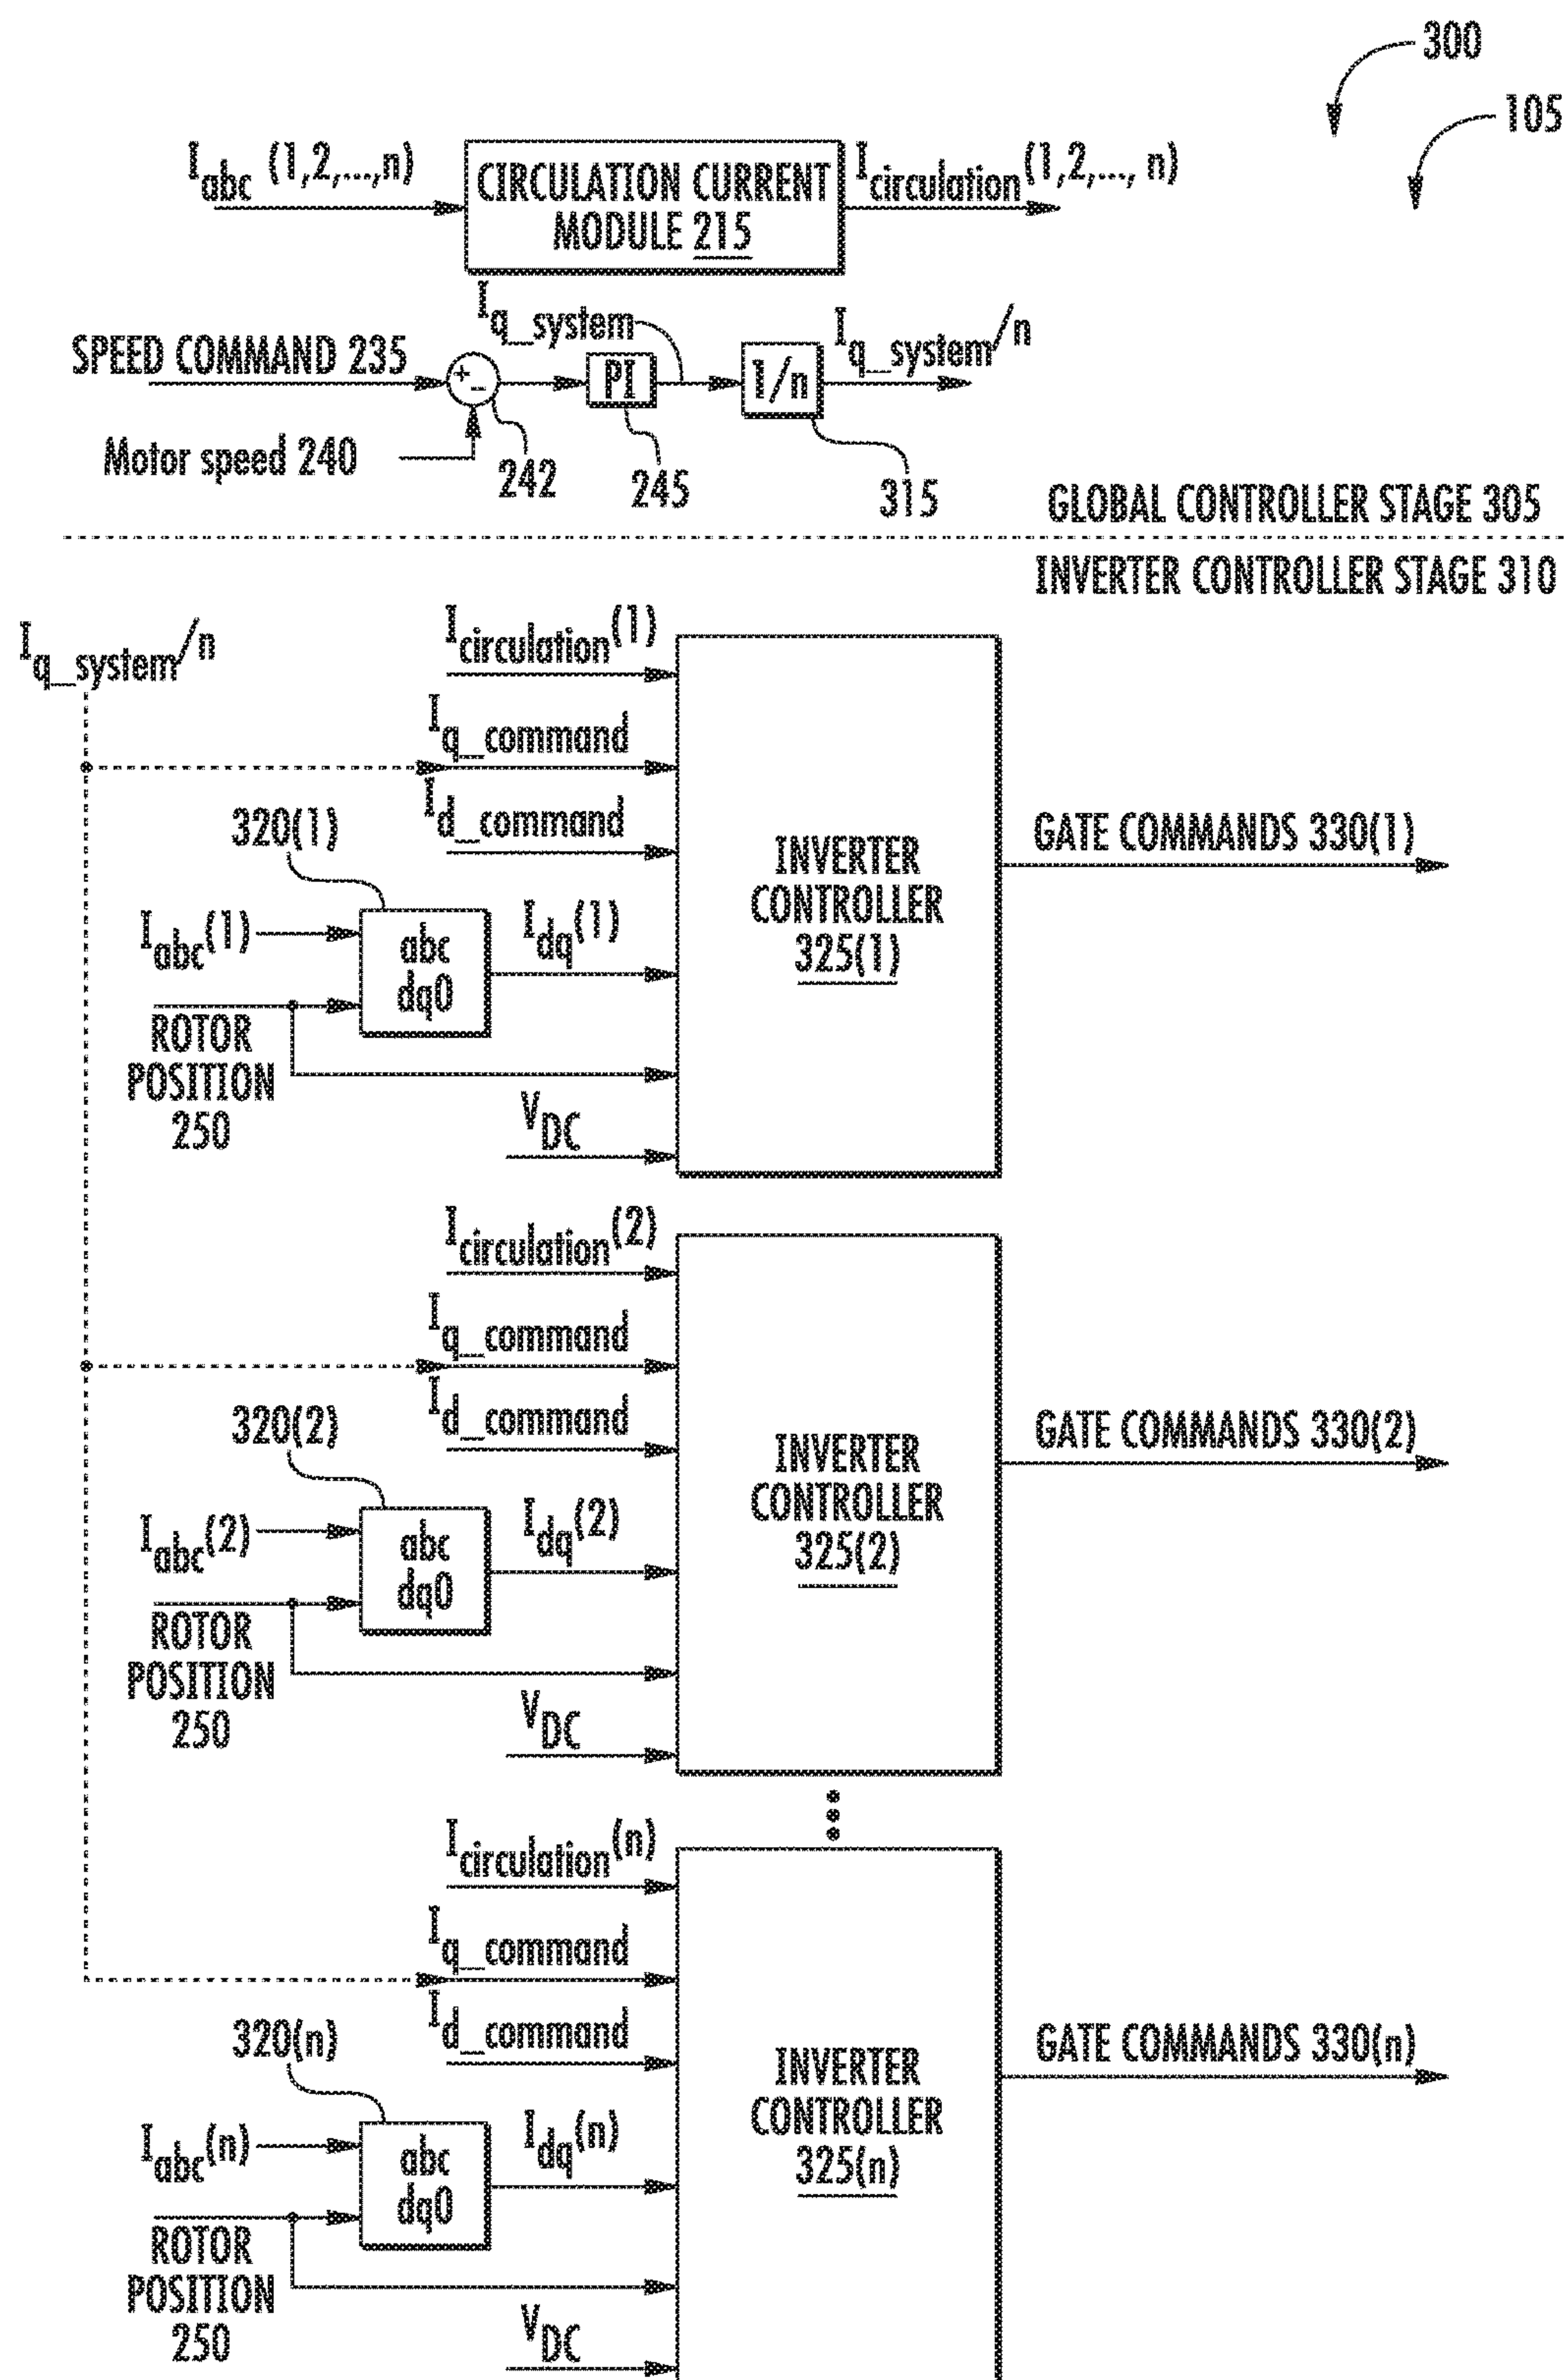 300
105
I_abc (1,2,...,n)
CIRCULATION CURRENT
MODULE 215
I_circulation(1,2,..., n)
I_q_system
I_q_system/n
SPEED COMMAND 235
+
-
PI
1/n
Motor speed 240
242
245
315
GLOBAL CONTROLLER STAGE 305
INVERTER CONTROLLER STAGE 310
I_q_system/n
I_circulation(1)
I_q_command
I_d_command
320(1)
I_abc(1)
abc
dq0
I_dq(1)
ROTOR
POSITION
250
V_DC
INVERTER
CONTROLLER
325(1)
GATE COMMANDS 330(1)
I_circulation(2)
I_q_command
I_d_command
320(2)
I_abc(2)
abc
dq0
I_dq(2)
ROTOR
POSITION
250
V_DC
INVERTER
CONTROLLER
325(2)
GATE COMMANDS 330(2)
I_circulation(n)
I_q_command
I_d_command
320(n)
I_abc(n)
abc
dq0
I_dq(n)
ROTOR
POSITION
250
V_DC
INVERTER
CONTROLLER
325(n)
GATE COMMANDS 330(n)